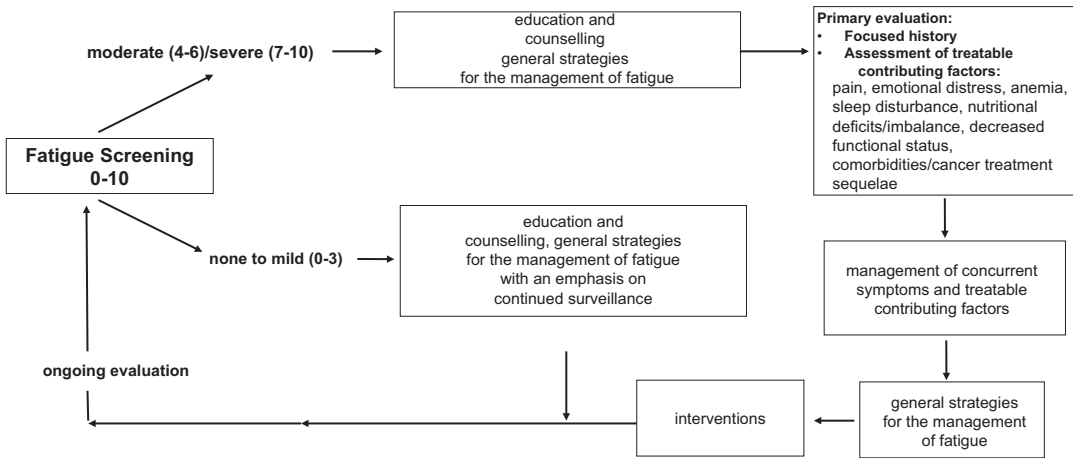 moderate (4-6)/severe (7-10)
education and
counselling
general strategies
for the management of fatigue
Primary evaluation:
• Focused history
• Assessment of treatable
contributing factors:
pain, emotional distress, anemia,
sleep disturbance, nutritional
deficits/imbalance, decreased
functional status,
comorbidities/cancer treatment
sequelae
Fatigue Screening
0-10
none to mild (0-3)
education and
counselling, general strategies
for the management of fatigue
with an emphasis on
continued surveillance
management of concurrent
symptoms and treatable
contributing factors
ongoing evaluation
interventions
general strategies
for the management
of fatigue